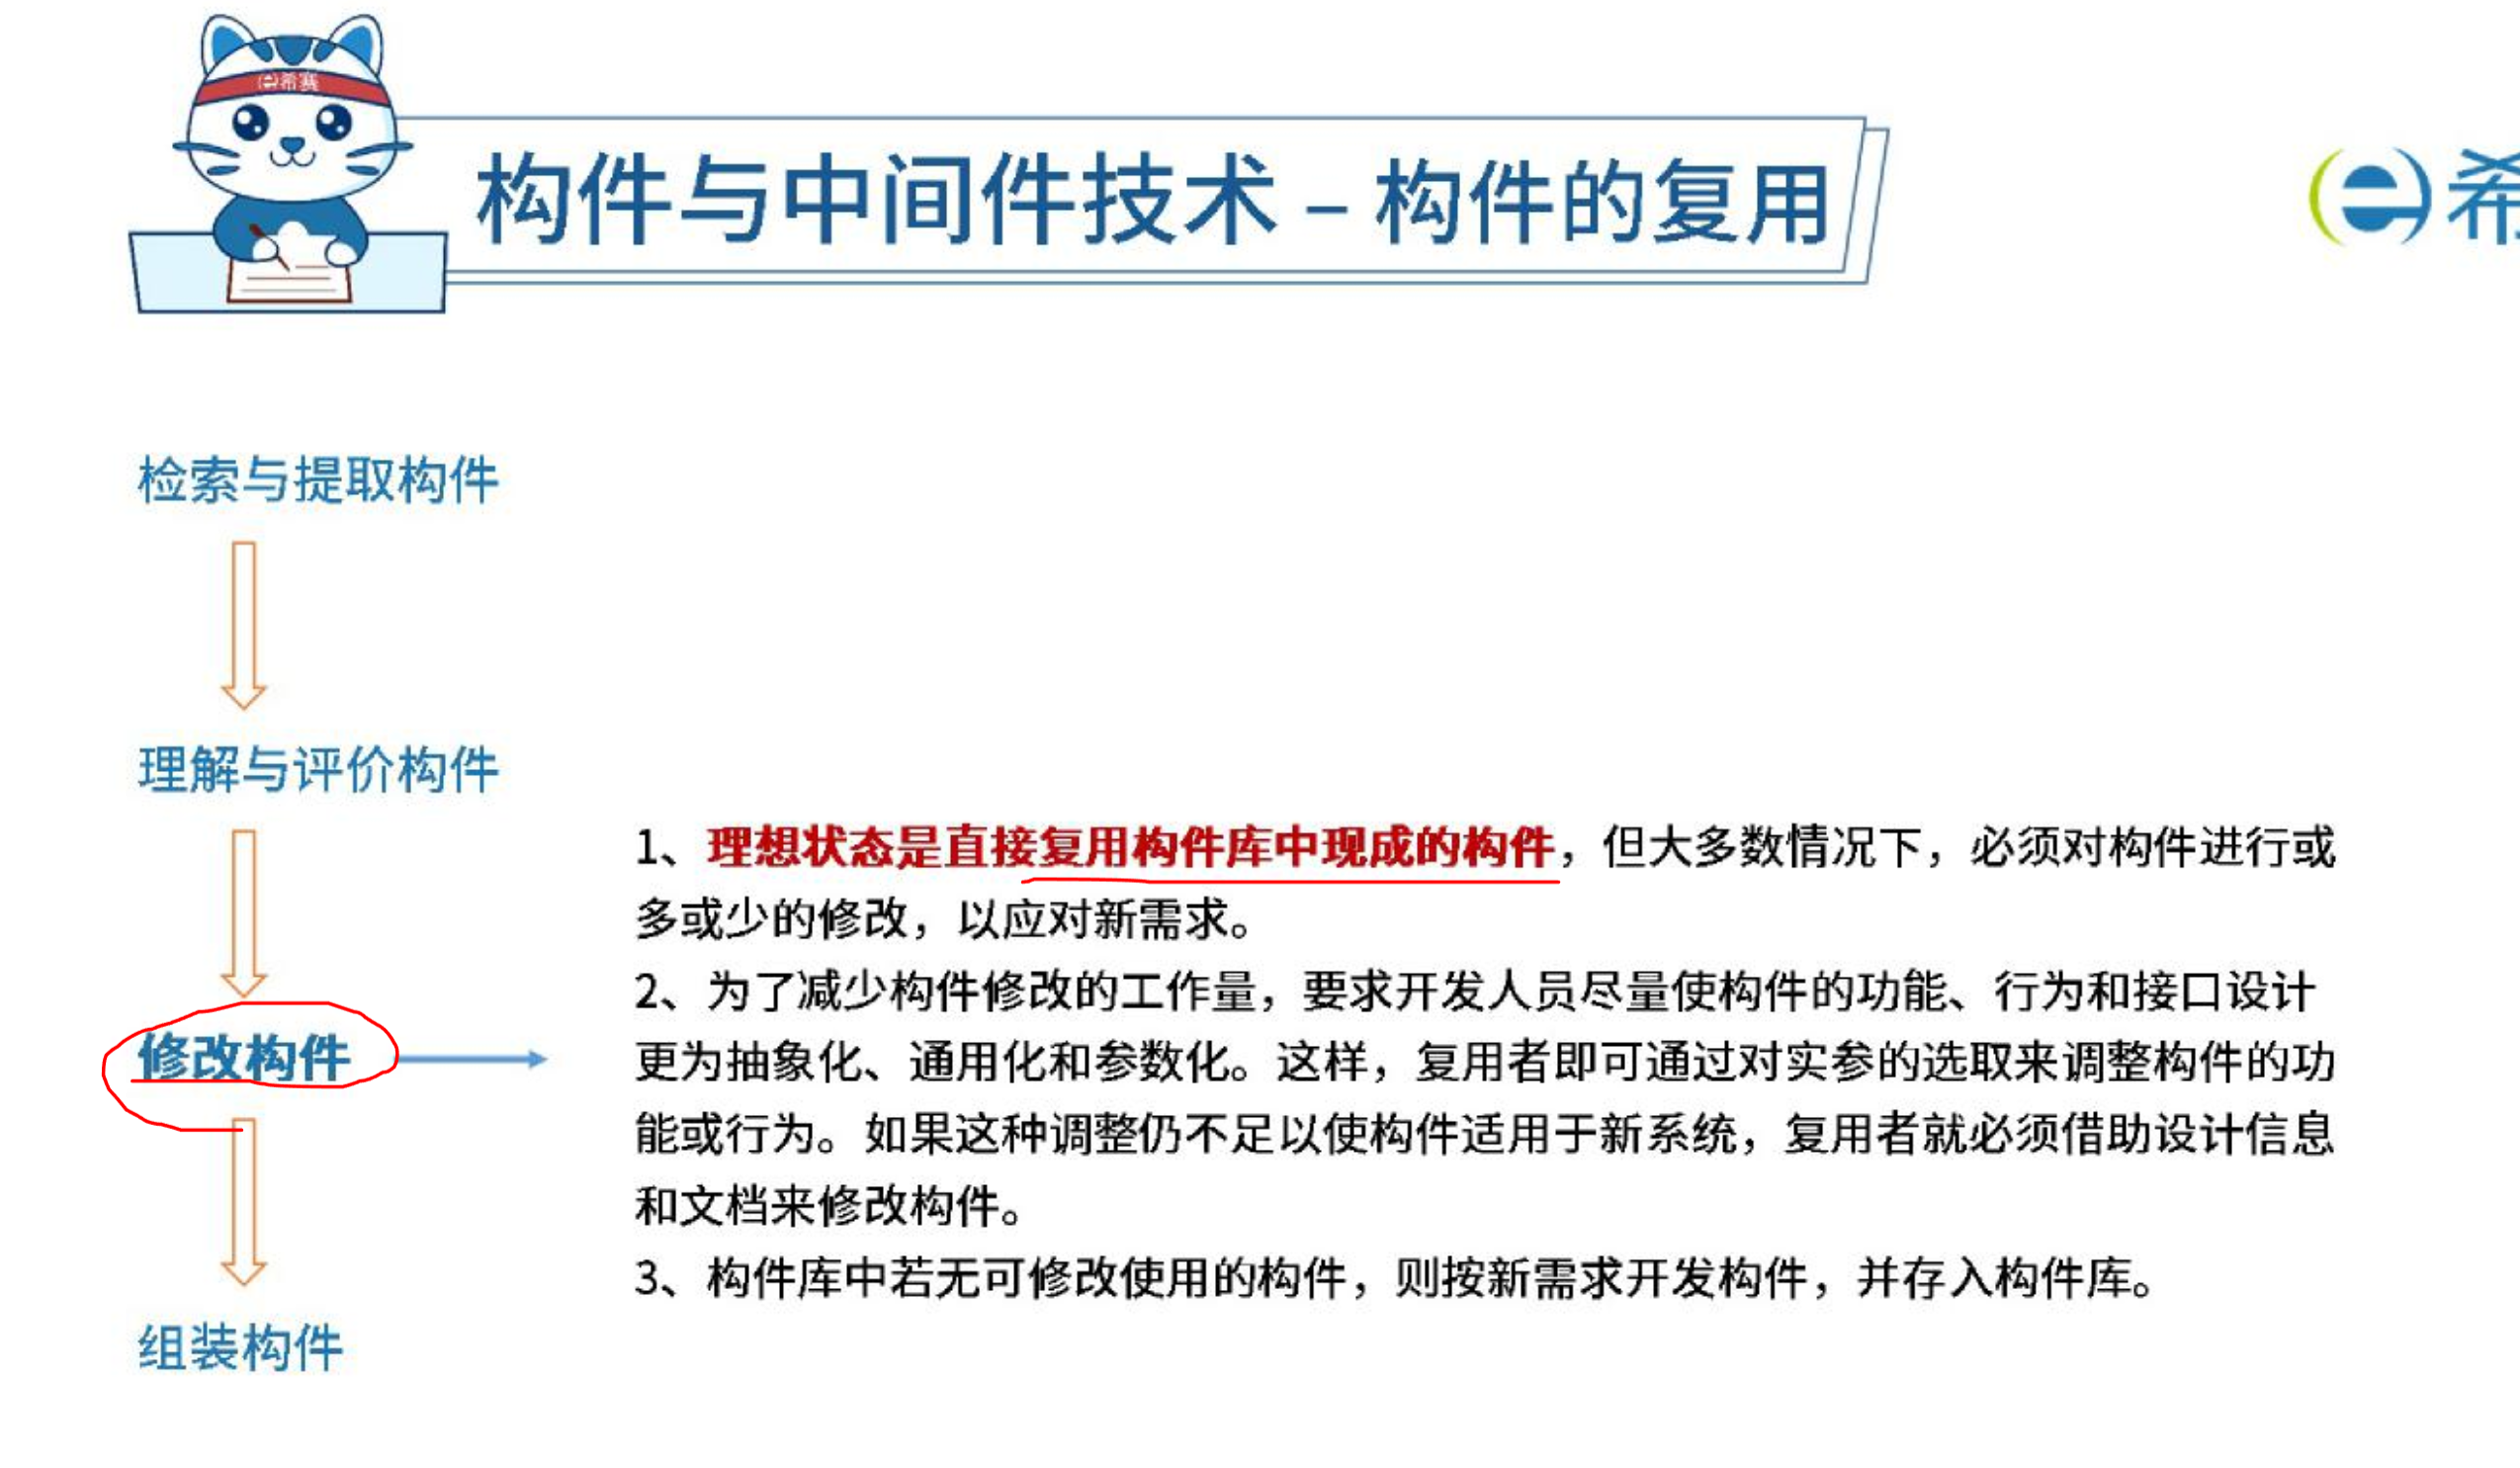 希赛
构件与中间件技术 – 构件的复用
希
检索与提取构件
理解与评价构件
修改构件
组装构件
1、理想状态是直接复用构件库中现成的构件，但大多数情况下，必须对构件进行或
多或少的修改，以应对新需求。
2、为了减少构件修改的工作量，要求开发人员尽量使构件的功能、行为和接口设计
更为抽象化、通用化和参数化。这样，复用者即可通过对实参的选取来调整构件的功
能或行为。如果这种调整仍不足以使构件适用于新系统，复用者就必须借助设计信息
和文档来修改构件。
3、构件库中若无可修改使用的构件，则按新需求开发构件，并存入构件库。